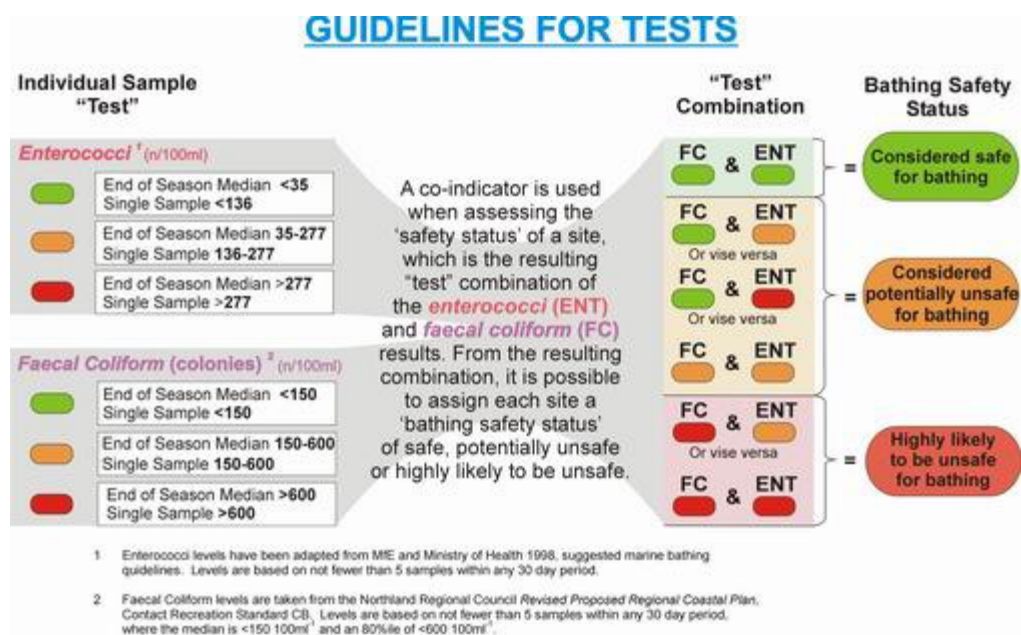 GUIDELINES FOR TESTS
Individual Sample
"Test"
Enterococci 1 (n/100ml)
End of Season Median <35
Single Sample <136
End of Season Median 35-277
Single Sample 136-277
End of Season Median >277
Single Sample >277
Faecal Coliform (colonies) 2 (n/100ml)
End of Season Median <150
Single Sample <150
End of Season Median 150-600
Single Sample 150-600
End of Season Median >600
Single Sample >600
A co-indicator is used
when assessing the
'safety status' of a site,
which is the resulting
"test" combination of
the enterococci (ENT)
and faecal coliform (FC)
results. From the resulting
combination, it is possible
to assign each site a
'bathing safety status'
of safe, potentially unsafe
or highly likely to be unsafe.
"Test"
Combination
FC & ENT
FC & ENT
Or vise versa
FC & ENT
Or vise versa
FC & ENT
FC & ENT
Or vise versa
FC & ENT
Bathing Safety
Status
= Considered safe
for bathing
= Considered
potentially unsafe
for bathing
= Highly likely
to be unsafe
for bathing
1 Enterococci levels have been adapted from MfE and Ministry of Health 1998, suggested marine bathing
guidelines. Levels are based on not fewer than 5 samples within any 30 day period.
2 Faecal Coliform levels are taken from the Northland Regional Council Revised Proposed Regional Coastal Plan,
Contact Recreation Standard CB. Levels are based on not fewer than 5 samples within any 30 day period,
where the median is <150 100ml-1 and an 80%ile of <600 100ml-1.